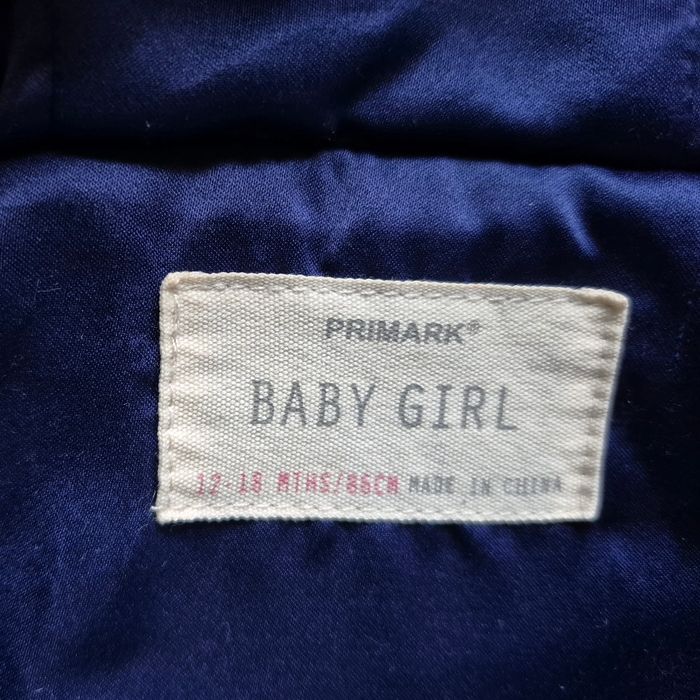 PRIMARK®
BABY GIRL
12-18 MTHS/86CM MADE IN CHINA